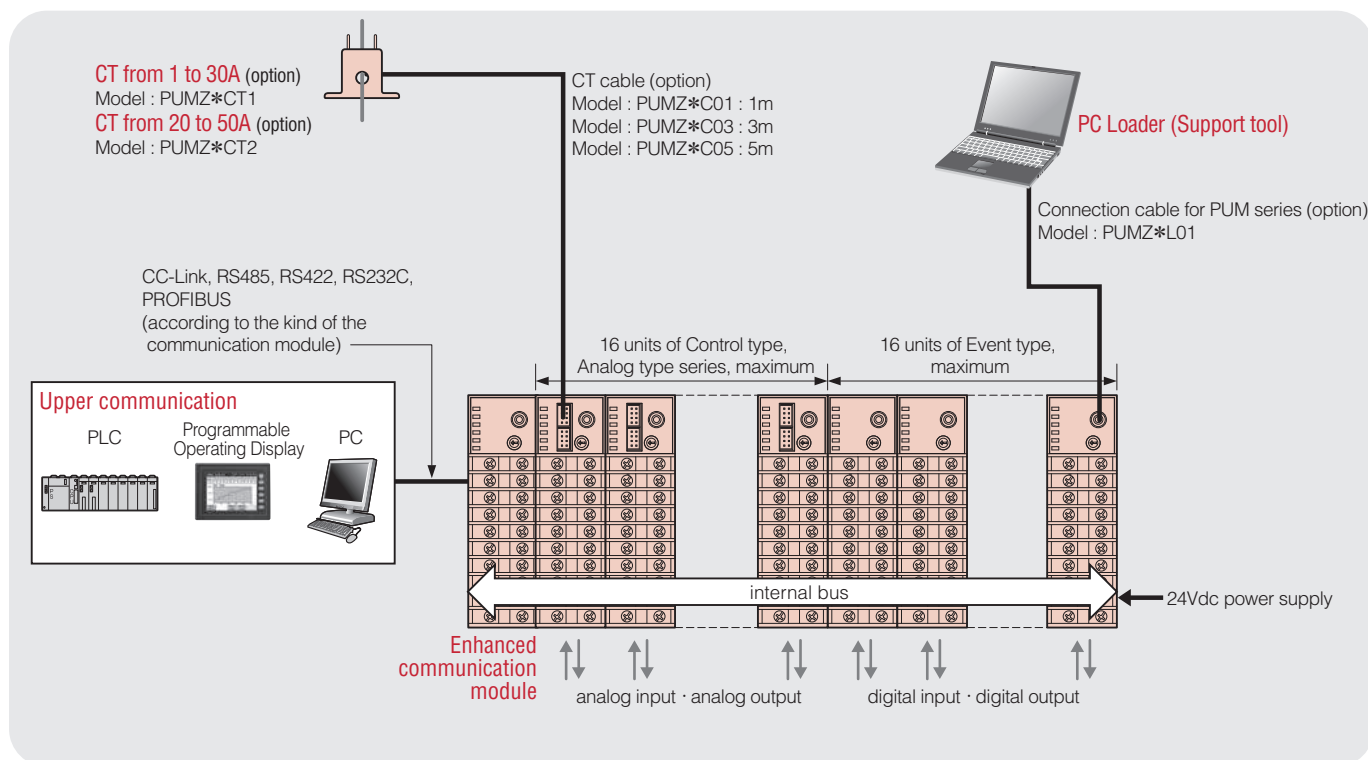 CT from 1 to 30A (option)
Model : PUMZ✱CT1
CT from 20 to 50A (option)
Model : PUMZ✱CT2
CT cable (option)
Model : PUMZ✱C01 : 1m
Model : PUMZ✱C03 : 3m
Model : PUMZ✱C05 : 5m
PC Loader (Support tool)
Connection cable for PUM series (option)
Model : PUMZ✱L01
CC-Link, RS485, RS422, RS232C,
PROFIBUS
(according to the kind of the
communication module)
16 units of Control type,
Analog type series, maximum
16 units of Event type,
maximum
Upper communication
PLC
Programmable
Operating Display
PC
internal bus
24Vdc power supply
Enhanced
communication
module
analog input · analog output
digital input · digital output